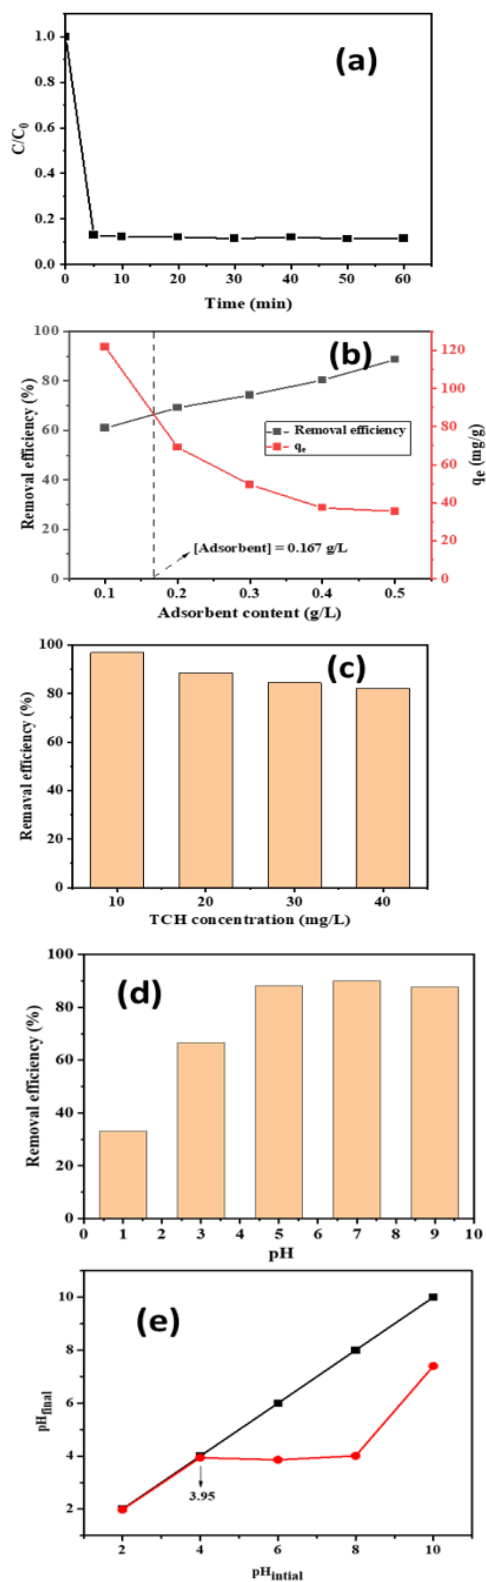 (a)
1.0
0.8
0.6
0.4
0.2
0.0
C/C0
0 10 20 30 40 50 60
Time (min)
(b)
100
80
60
40
20
0
Removal efficiency (%)
120
100
80
60
40
20
0
qe (mg/g)
Removal efficiency
qe
[Adsorbent] = 0.167 g/L
0.1 0.2 0.3 0.4 0.5
Adsorbent content (g/L)
(c)
100
80
60
40
20
0
Remaval efficiency (%)
10 20 30 40
TCH concentration (mg/L)
(d)
100
80
60
40
20
0
Removal efficiency (%)
0 1 2 3 4 5 6 7 8 9 10
pH
(e)
10
8
6
4
2
pHfinal
3.95
2 4 6 8 10
pHintial